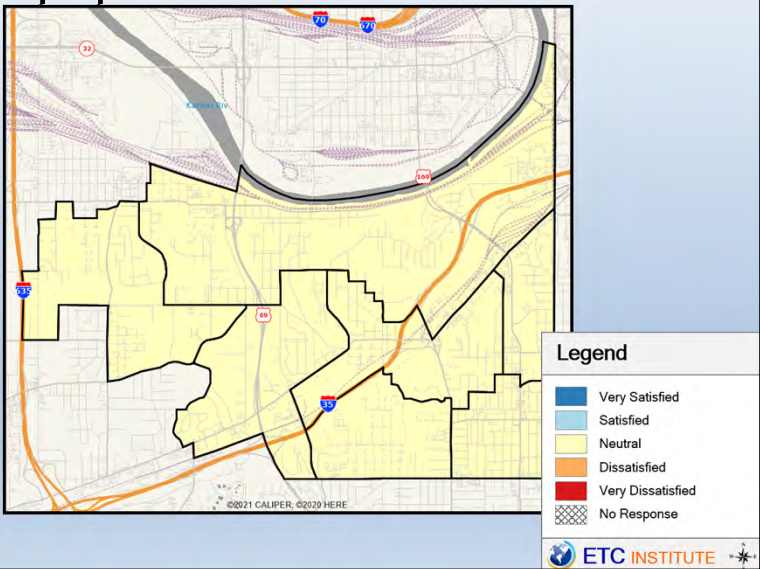 70
670
32
Kansas Riv
169
635
69
35
©2021 CALIPER; ©2020 HERE
Legend
Very Satisfied
Satisfied
Neutral
Dissatisfied
Very Dissatisfied
No Response
ETC INSTITUTE